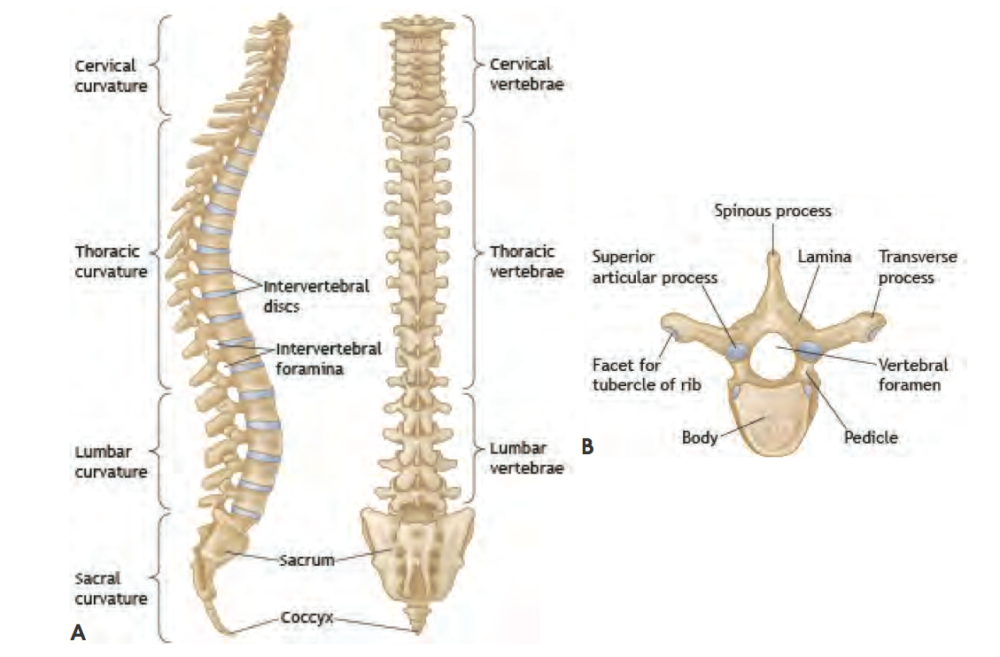 Cervical
curvature
Cervical
vertebrae
Thoracic
curvature
Thoracic
vertebrae
Intervertebral
discs
Intervertebral
foramina
Lumbar
curvature
Lumbar
vertebrae
Sacrum
Sacral
curvature
Coccyx
A
Spinous process
Superior
articular process
Lamina
Transverse
process
Facet for
tubercle of rib
Vertebral
foramen
Body
Pedicle
B